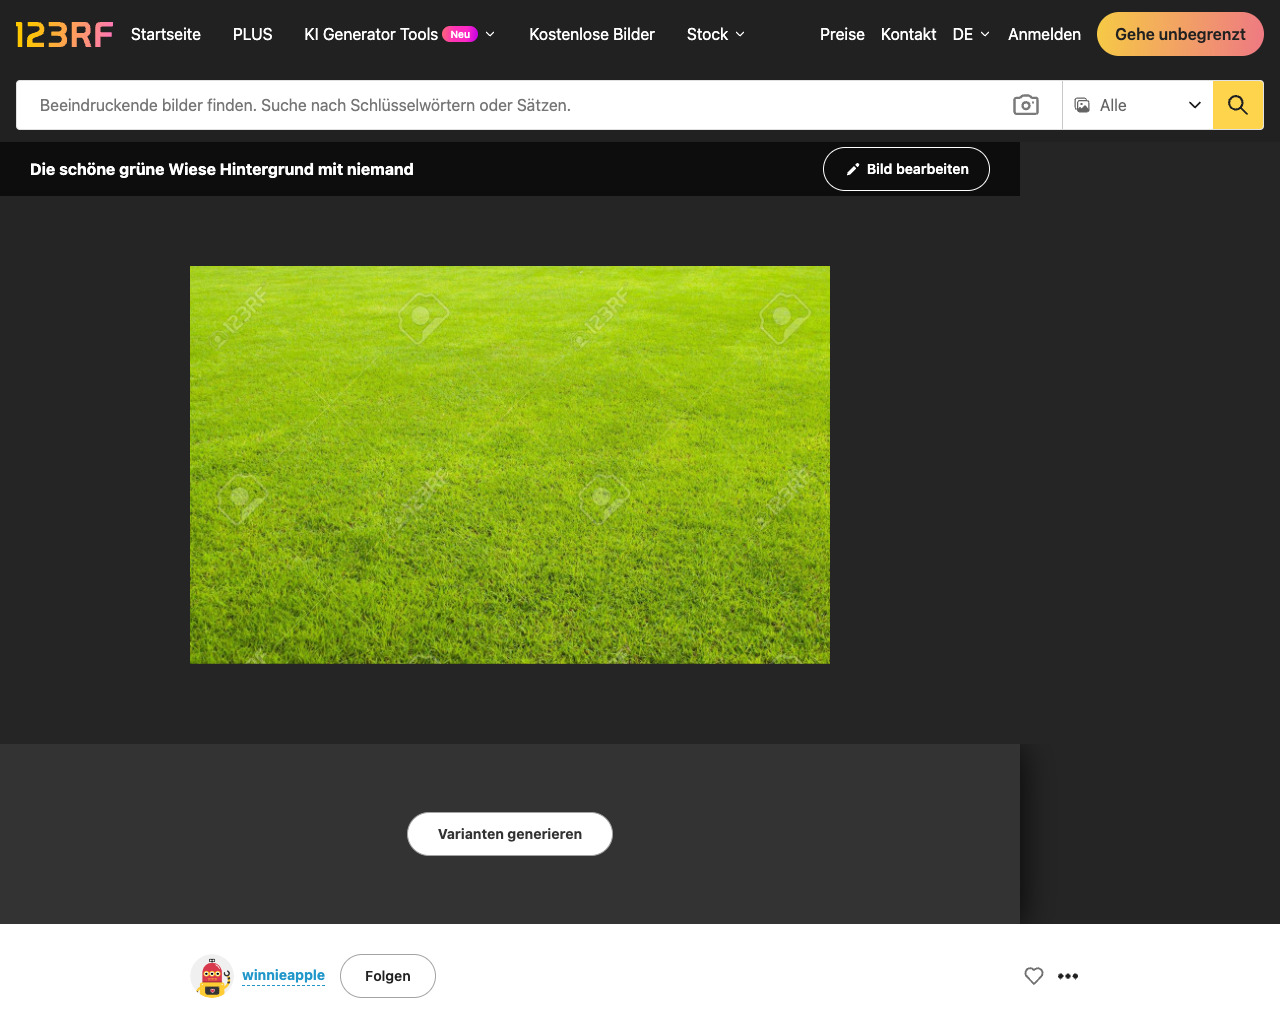 123RF Startseite PLUS KI Generator Tools Neu Kostenlose Bilder Stock Preise Kontakt DE Anmelden Gehe unbegrenzt
Beeindruckende bilder finden. Suche nach Schlüsselwörtern oder Sätzen. Alle
Die schöne grüne Wiese Hintergrund mit niemand Bild bearbeiten
123RF 123RF
123RF 123RF
Varianten generieren
winnieapple Folgen